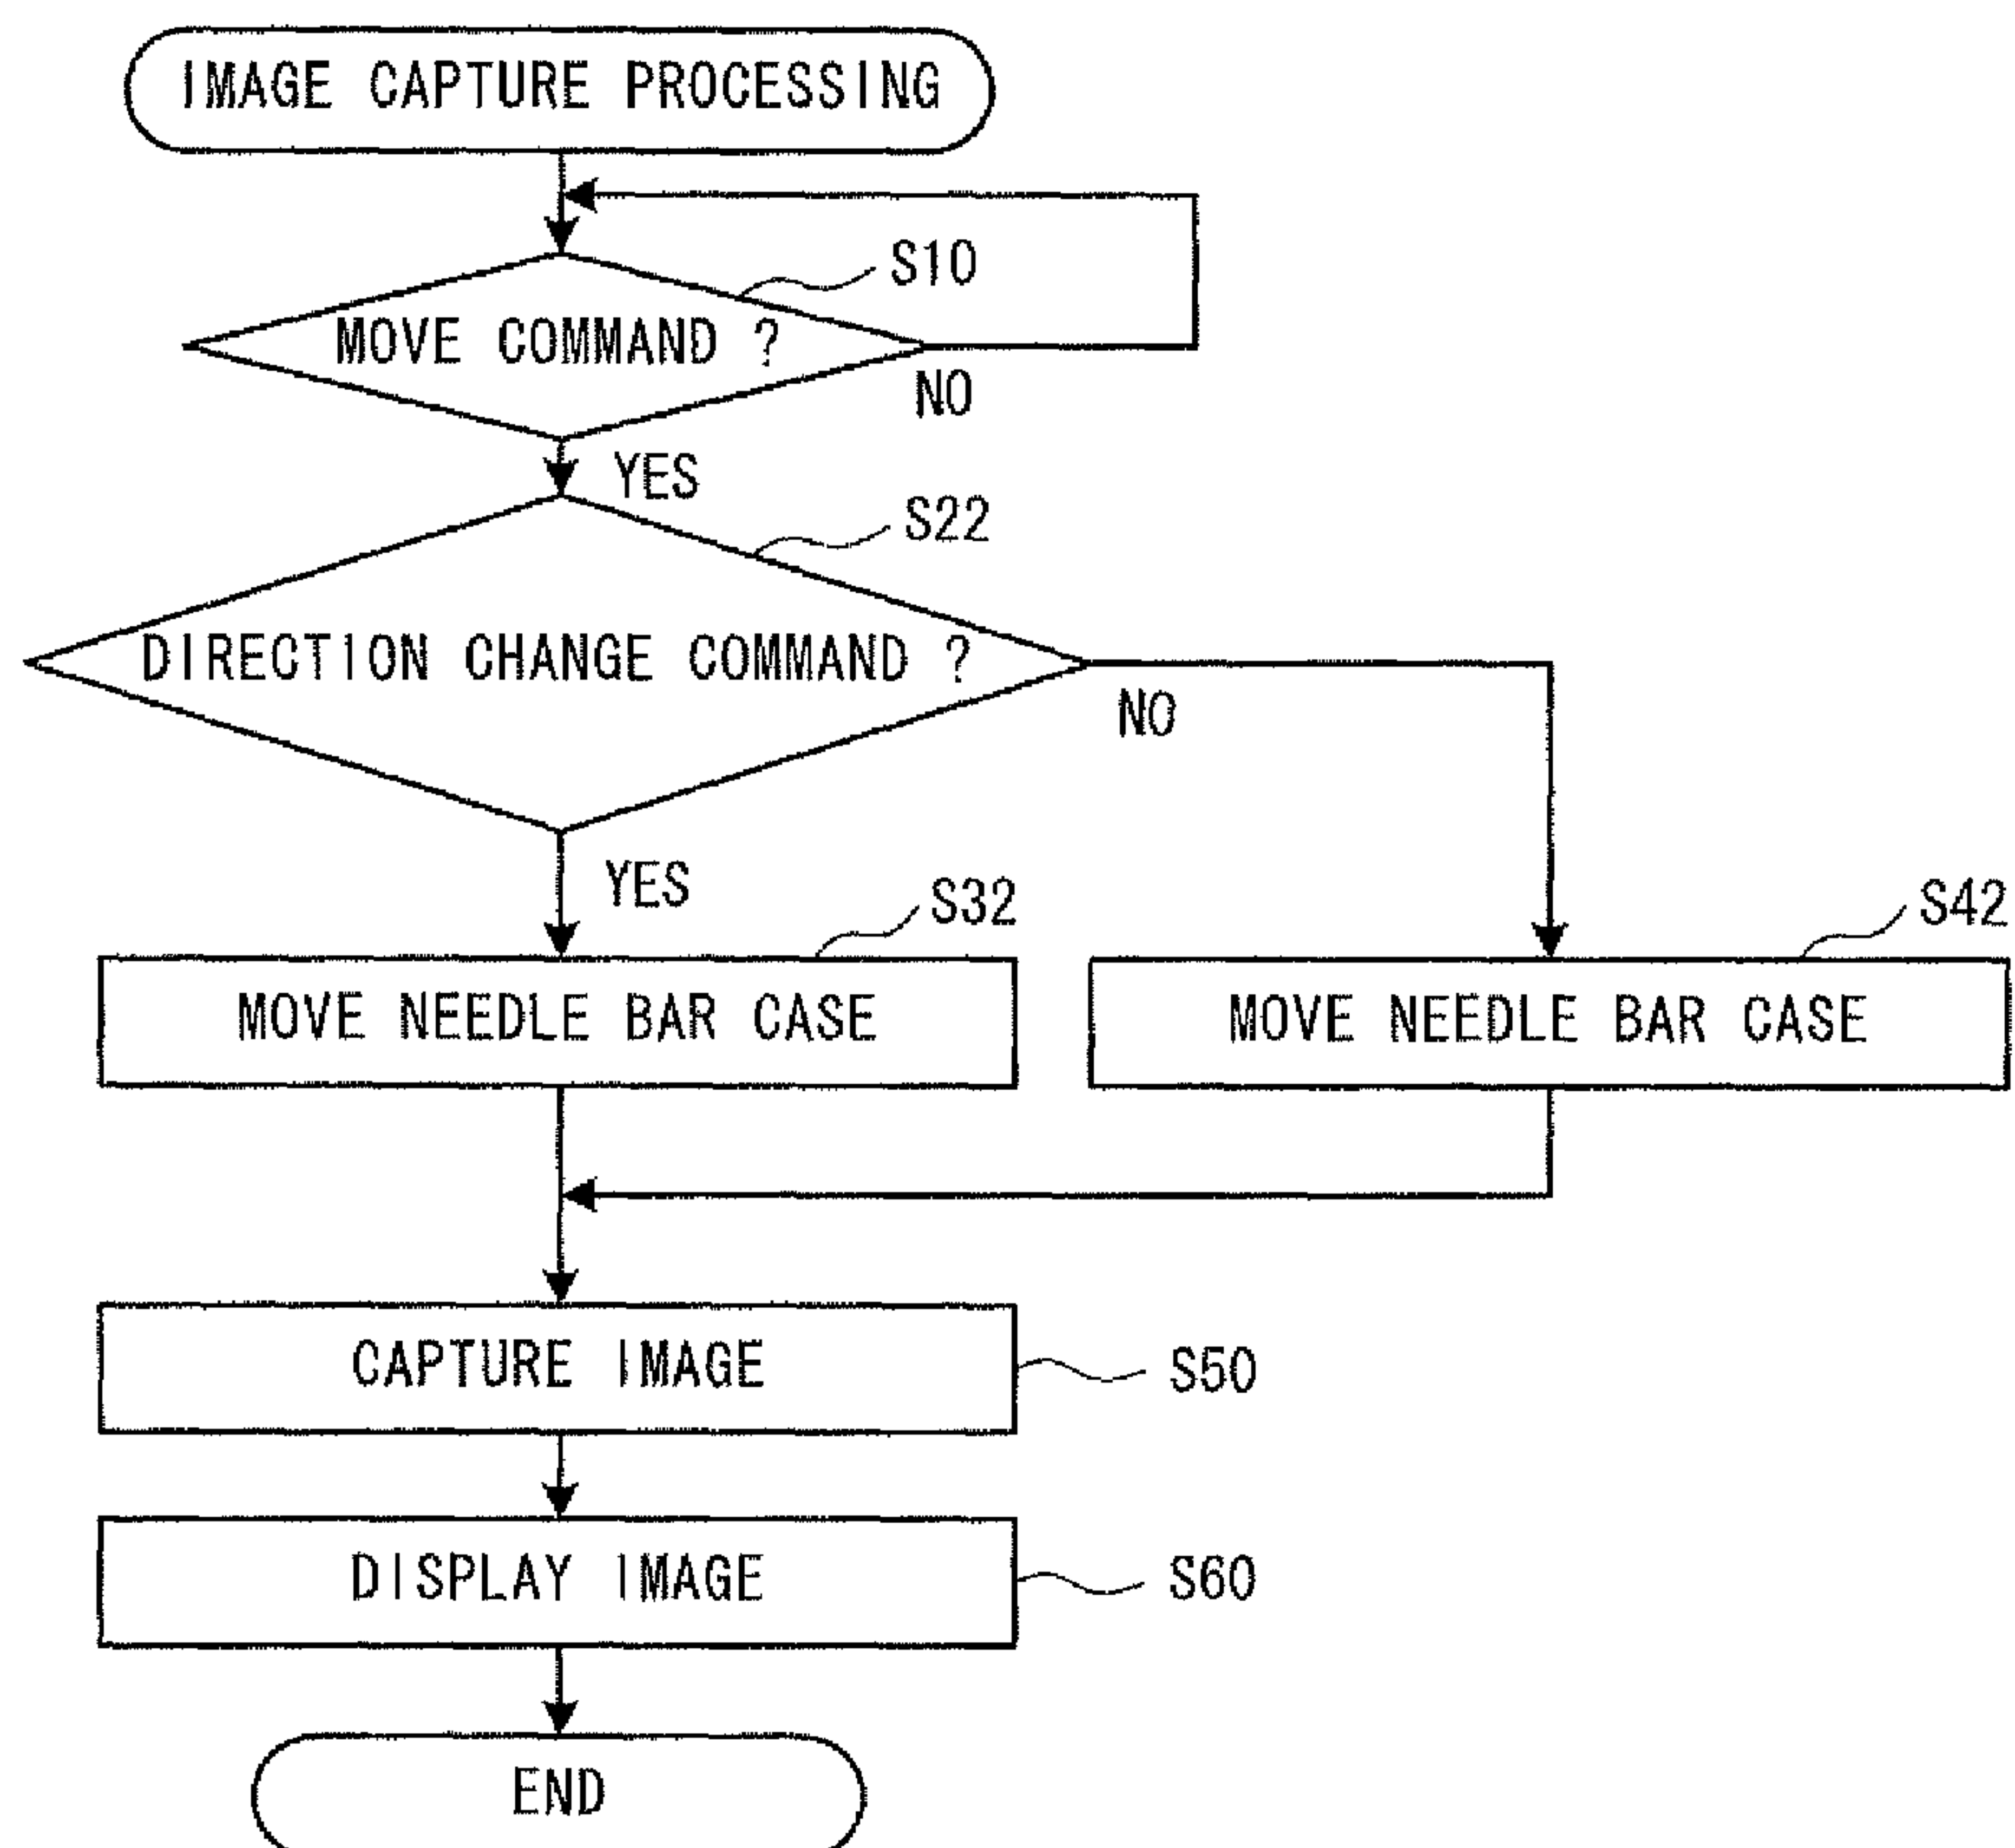 IMAGE CAPTURE PROCESSING
S10
MOVE COMMAND ?
NO
YES
S22
DIRECTION CHANGE COMMAND ?
NO
YES
S32
S42
MOVE NEEDLE BAR CASE
MOVE NEEDLE BAR CASE
CAPTURE IMAGE
S50
DISPLAY IMAGE
S60
END